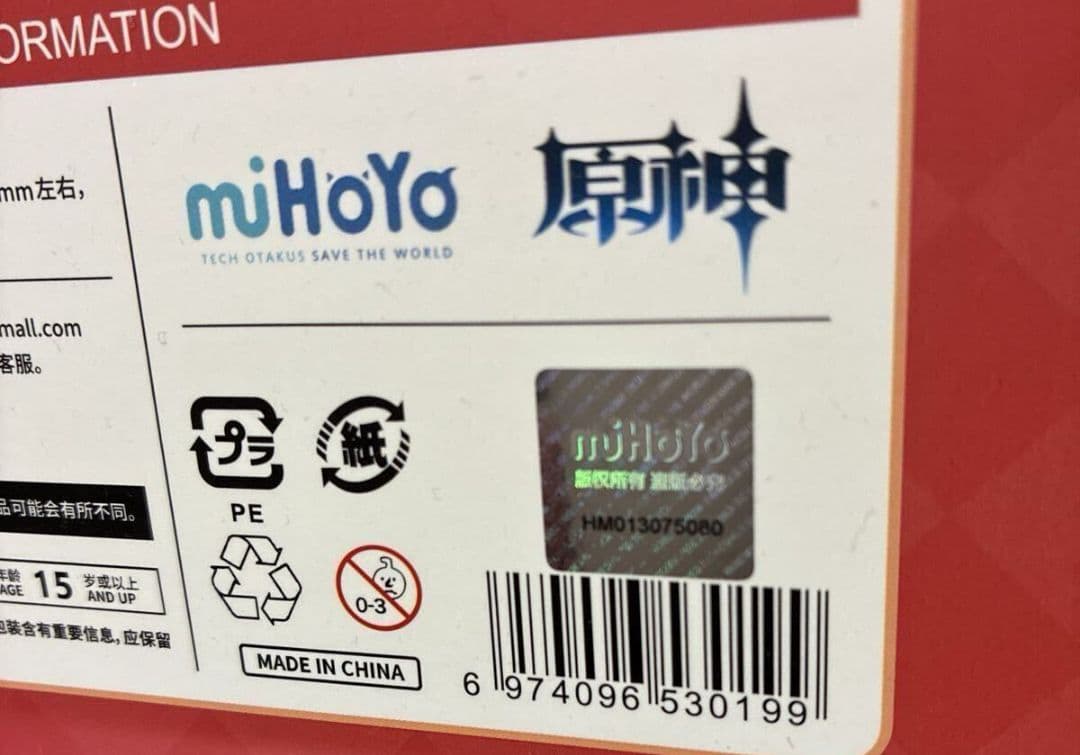 ORMATION
mm左右,
mall.com
客服。
品可能会有所不同。
年龄
AGE
15
岁或以上
AND UP
包装含有重要信息,应保留
miHoYo
TECH OTAKUS SAVE THE WORLD
原神
プラ
紙
PE
0-3
MADE IN CHINA
miHoYo
版权所有 盗版必究
HM013075080
6 974096 530199